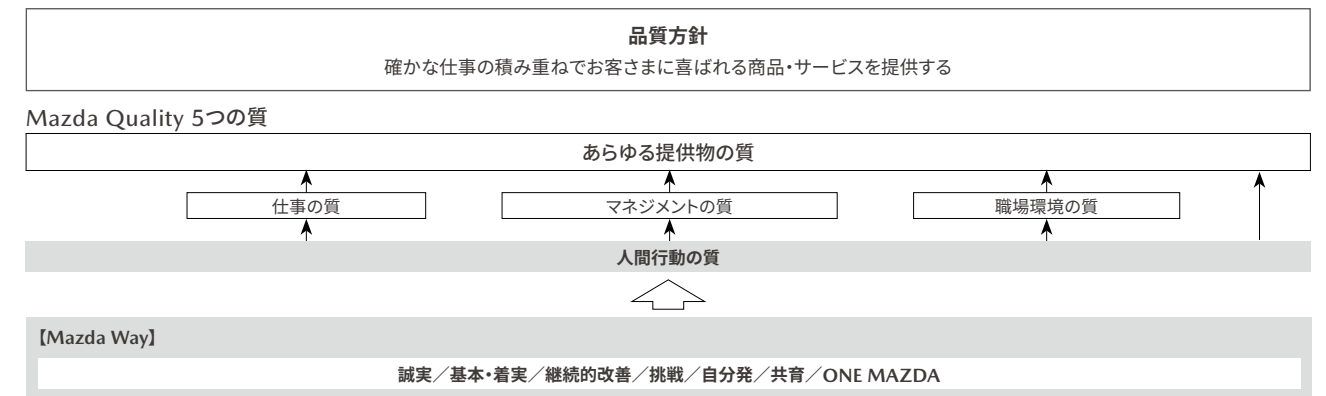 品質方針
確かな仕事の積み重ねでお客さまに喜ばれる商品・サービスを提供する
Mazda Quality 5つの質
あらゆる提供物の質
仕事の質
マネジメントの質
職場環境の質
人間行動の質
【Mazda Way】
誠実／基本・着実／継続的改善／挑戦／自分発／共育／ONE MAZDA